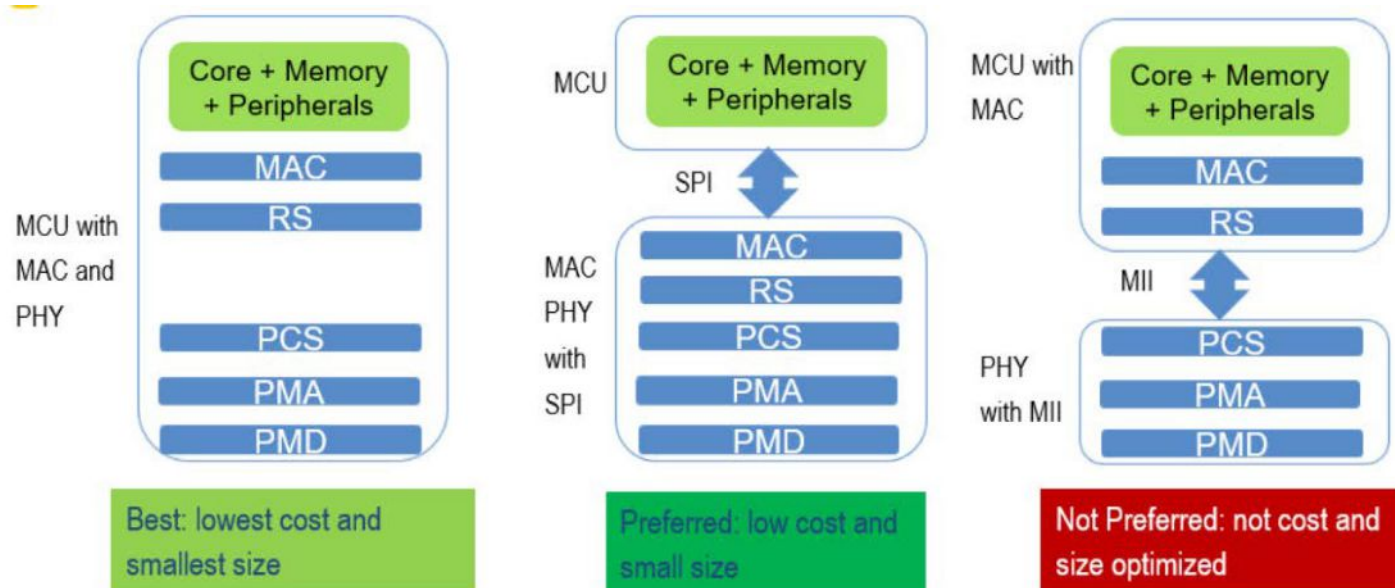 Core + Memory
+ Peripherals
MAC
RS
MCU with
MAC and
PHY
PCS
PMA
PMD
Best: lowest cost and
smallest size
MCU
Core + Memory
+ Peripherals
SPI
MAC
PHY
with
SPI
MAC
RS
PCS
PMA
PMD
Preferred: low cost and
small size
MCU with
MAC
Core + Memory
+ Peripherals
MAC
RS
MII
PHY
with MII
PCS
PMA
PMD
Not Preferred: not cost and
size optimized